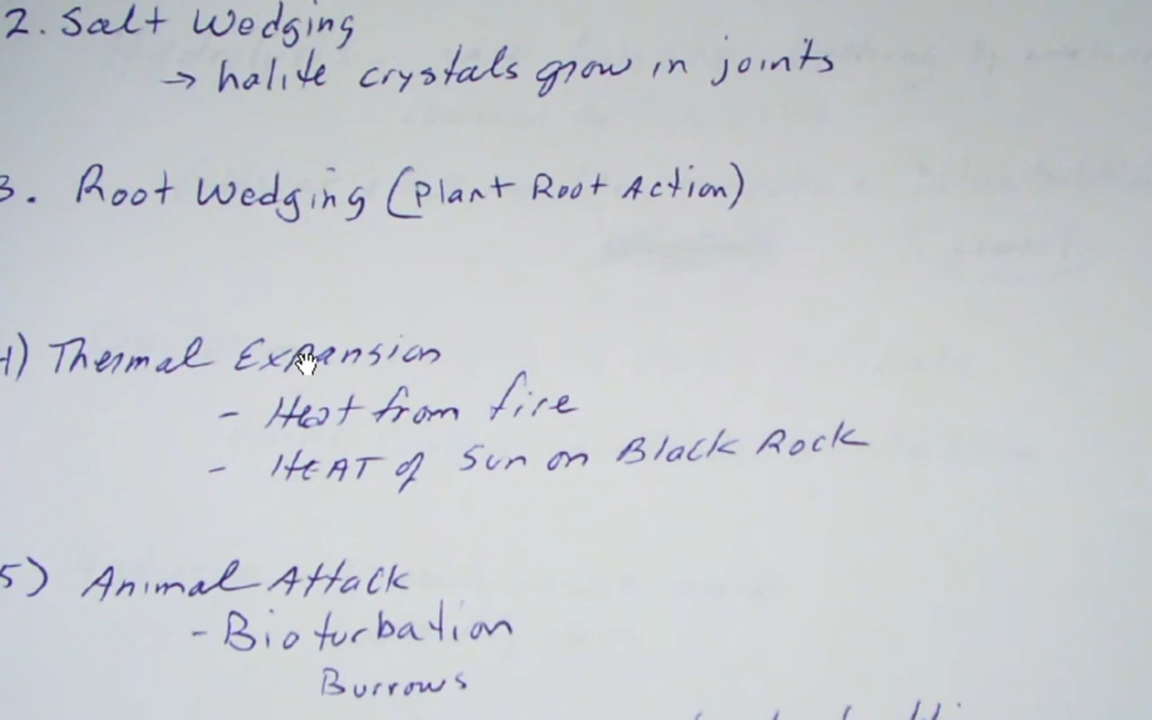 2. Salt Wedging
→ halite crystals grow in joints
3. Root Wedging (Plant Root Action)
4) Thermal Expansion
- Heat from fire
- HEAT of Sun on Black Rock
5) Animal Attack
- Bioturbation
Burrows